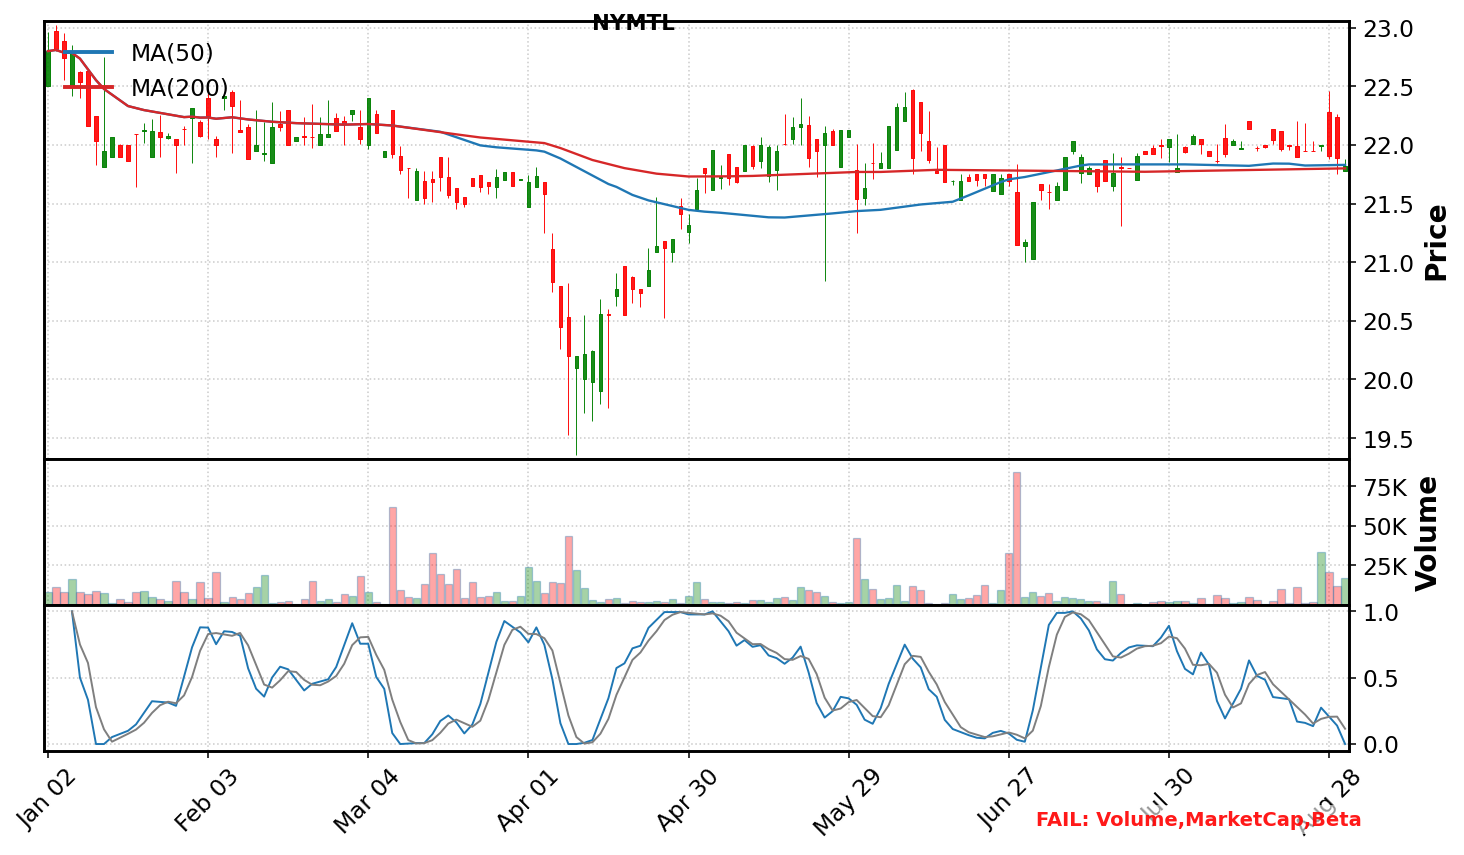 NYMTL
MA(50)
MA(200)
23.0
22.5
22.0
21.5
21.0
20.5
20.0
19.5
Price
75K
50K
25K
Volume
1.0
0.5
0.0
Jan 02
Feb 03
Mar 04
Apr 01
Apr 30
May 29
Jun 27
Jul 30
Aug 28
FAIL: Volume,MarketCap,Beta